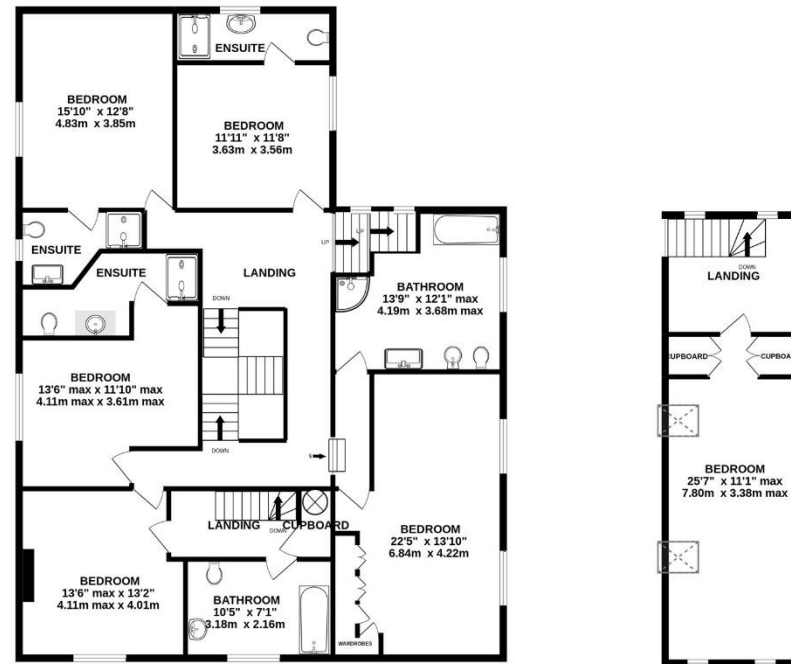 ENSUITE
BEDROOM
15'10" x 12'8"
4.83m x 3.85m
BEDROOM
11'11" x 11'8"
3.63m x 3.56m
ENSUITE
ENSUITE
LANDING
UP
UP
BATHROOM
13'9" x 12'1" max
4.19m x 3.68m max
DOWN
BEDROOM
13'6" max x 11'10" max
4.11m max x 3.61m max
DOWN
LANDING
DOWN
CUPBOARD
BEDROOM
22'5" x 13'10"
6.84m x 4.22m
BEDROOM
13'6" max x 13'2"
4.11m max x 4.01m
BATHROOM
10'5" x 7'1"
3.18m x 2.16m
WARDROBES
DOWN
LANDING
CUPBOARD
CUPBO
BEDROOM
25'7" x 11'1" max
7.80m x 3.38m max